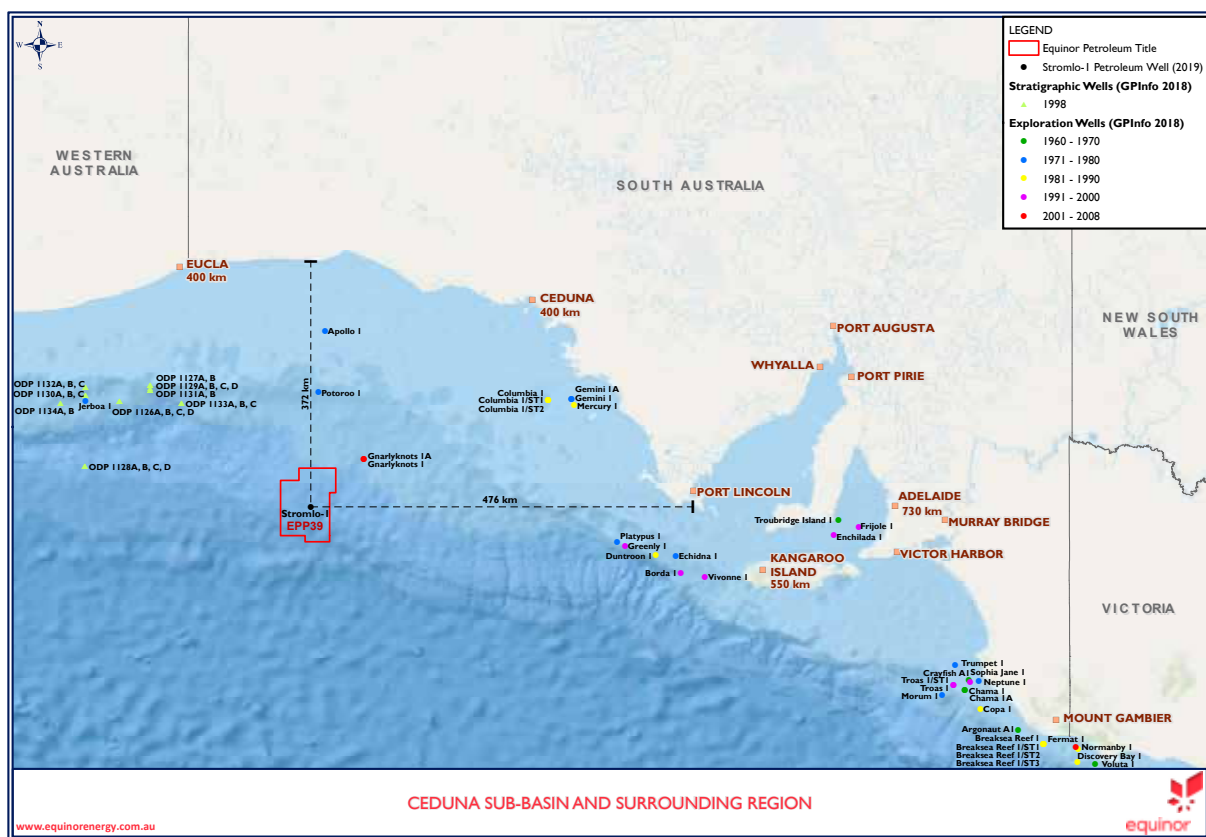 N
W
E
S
LEGEND
Equinor Petroleum Title
Stromlo-1 Petroleum Well (2019)
Stratigraphic Wells (GPInfo 2018)
1998
Exploration Wells (GPInfo 2018)
1960 - 1970
1971 - 1980
1981 - 1990
1991 - 2000
2001 - 2008
WESTERN
AUSTRALIA
SOUTH AUSTRALIA
NEW SOUTH
WALES
VICTORIA
EUCLA
400 km
CEDUNA
400 km
PORT AUGUSTA
WHYALLA
PORT PIRIE
Apollo 1
372 km
Potoroo 1
ODP 1127A, B
ODP 1132A, B, C
ODP 1129A, B, C, D
ODP 1130A, B, C
ODP 1131A, B
Jerboa 1
ODP 1133A, B, C
ODP 1134A, B
ODP 1126A, B, C, D
ODP 1128A, B, C, D
Columbia 1
Columbia 1/ST1
Columbia 1/ST2
Gemini 1A
Gemini 1
Mercury 1
Gnarlyknots 1A
Gnarlyknots 1
476 km
Stromlo-1
EPP39
PORT LINCOLN
ADELAIDE
730 km
MURRAY BRIDGE
Troubridge Island 1
Frijole 1
Enchilada 1
VICTOR HARBOR
Platypus 1
Greenly 1
Duntroon 1
Echidna 1
Borda 1
Vivonne 1
KANGAROO
ISLAND
550 km
Trumpet 1
Crayfish A1
Sophia Jane 1
Troas 1/ST1
Neptune 1
Troas 1
Chama 1
Morum 1
Chama 1A
Copa 1
MOUNT GAMBIER
Argonaut A1
Breaksea Reef 1
Fermat 1
Breaksea Reef 1/ST1
Normanby 1
Breaksea Reef 1/ST2
Discovery Bay 1
Breaksea Reef 1/ST3
Voluta 1
CEDUNA SUB-BASIN AND SURROUNDING REGION
www.equinorenergy.com.au
equinor